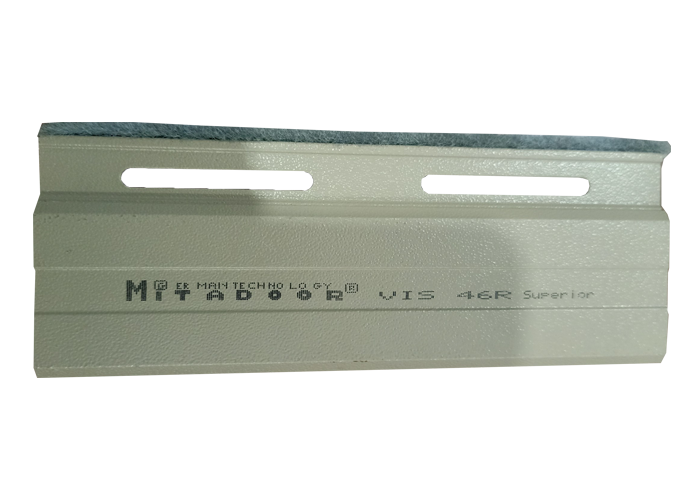 GERMAN TECHNOLOGY
MITADOOR® VIS 46R Superior